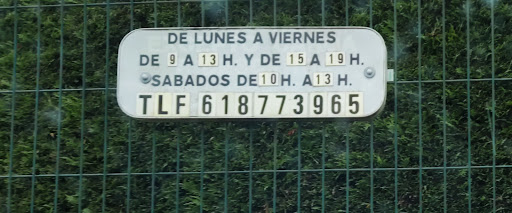 DE LUNES A VIERNES
DE 9 A 13 H. Y DE 15 A 19 H.
SABADOS DE 10 H. A 13 H.
TLF 618773965